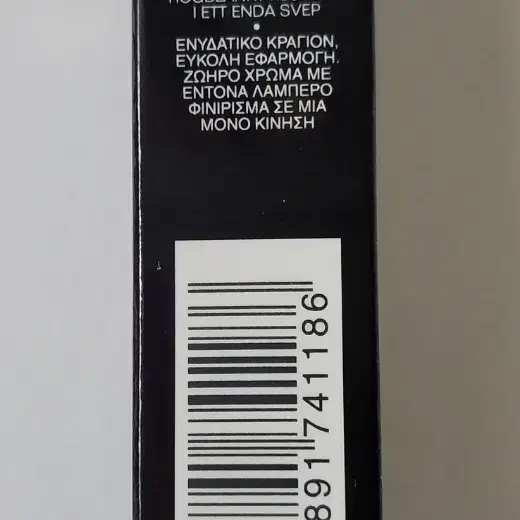 I ETT ENDA SVEP
•
ΕΝΥΔΑΤΙΚΟ ΚΡΑΓΙΟΝ,
ΕΥΚΟΛΗ ΕΦΑΡΜΟΓΗ.
ΖΩΗΡΟ ΧΡΩΜΑ ΜΕ
ΕΝΤΟΝΑ ΛΑΜΠΕΡΟ
ΦΙΝΙΡΙΣΜΑ ΣΕ ΜΙΑ
ΜΟΝΟ ΚΙΝΗΣΗ
891741186